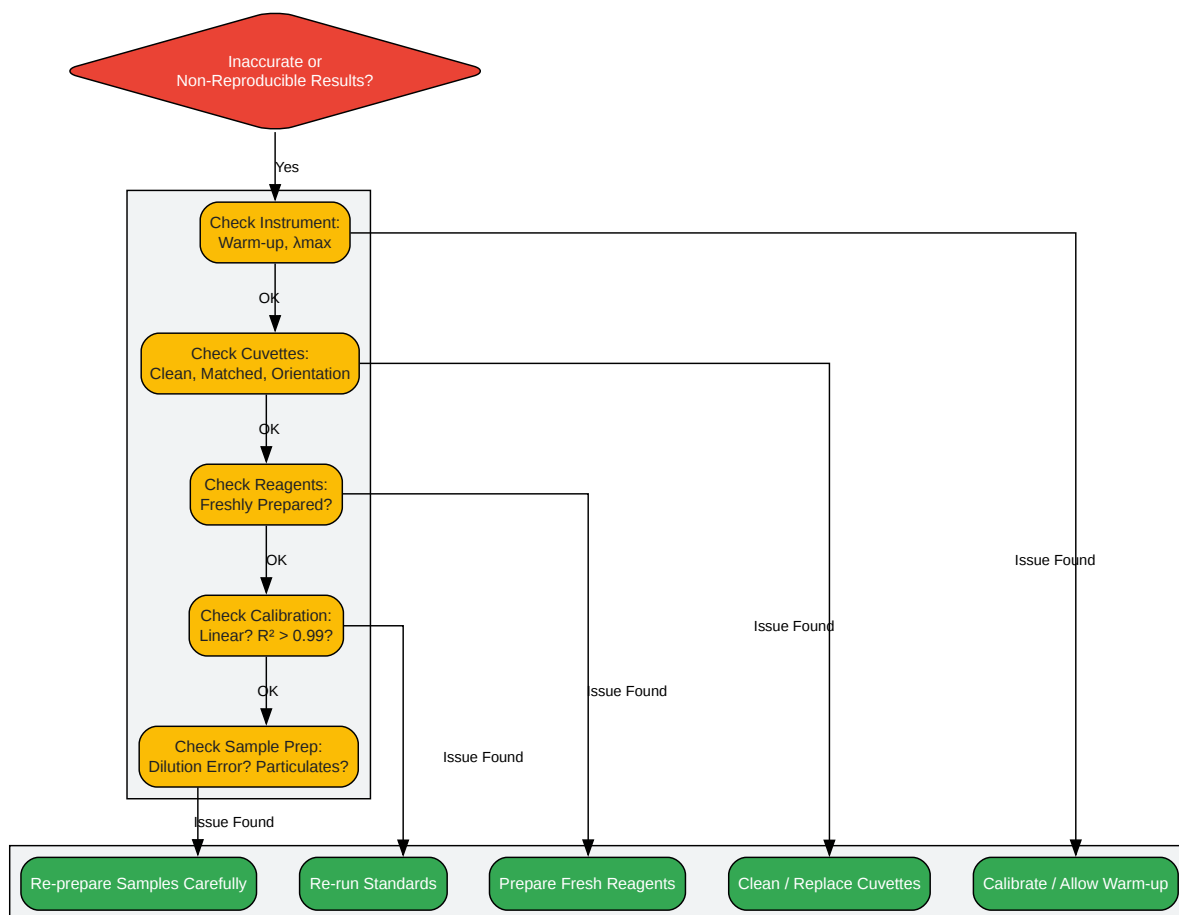 Inaccurate or
Non-Reproducible Results?
Yes
Check Instrument:
Warm-up, λmax
OK
Check Cuvettes:
Clean, Matched, Orientation
OK
Check Reagents:
Freshly Prepared?
OK
Issue Found
Check Calibration:
Linear? R² > 0.99?
Issue Found
OK
Issue Found
Check Sample Prep:
Dilution Error? Particulates?
Issue Found
Issue Found
Re-prepare Samples Carefully
Re-run Standards
Prepare Fresh Reagents
Clean / Replace Cuvettes
Calibrate / Allow Warm-up